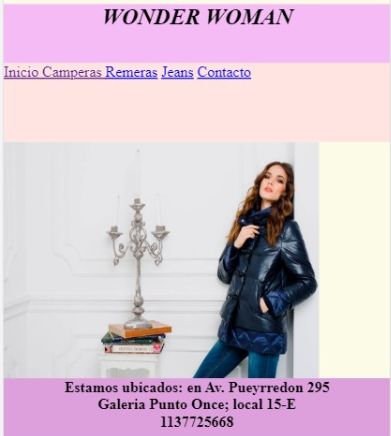 WONDER WOMAN
Inicio Camperas Remeras Jeans Contacto
Estamos ubicados: en Av. Pueyrredon 295
Galeria Punto Once; local 15-E
1137725668